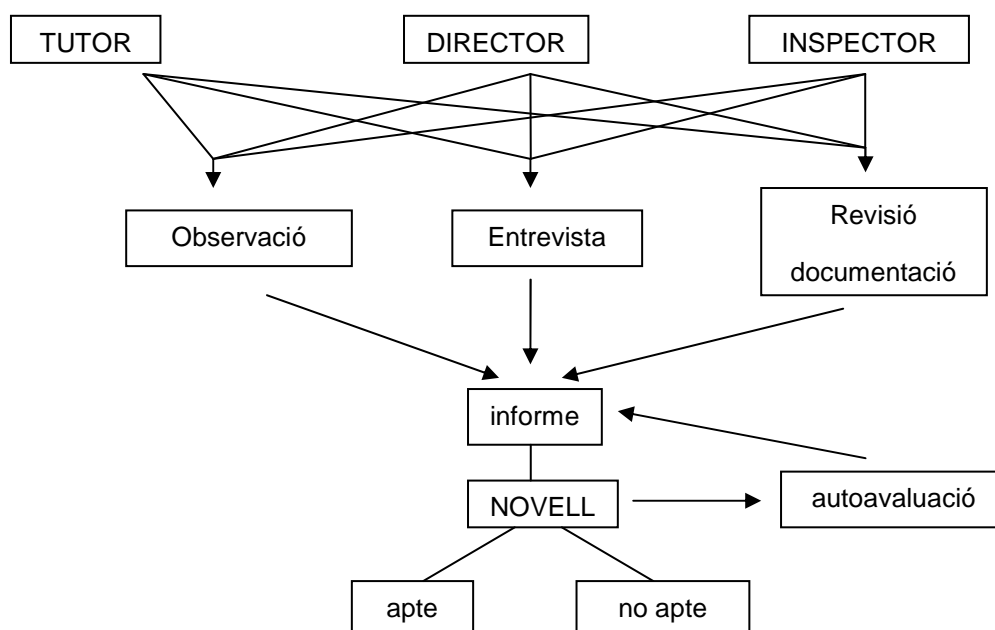 TUTOR
DIRECTOR
INSPECTOR
Observació
Entrevista
Revisió
documentació
informe
NOVELL
autoavaluació
apte
no apte